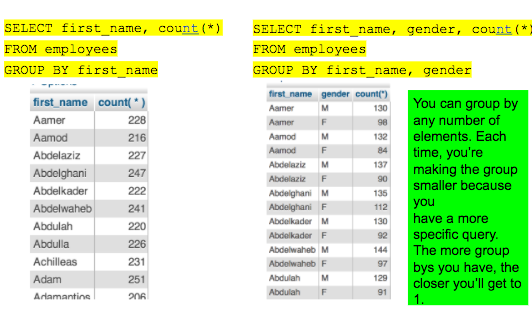 SELECT first_name, count(*)
FROM employees
GROUP BY first_name
first_name count( * )
Aamer 228
Aamod 216
Abdelaziz 227
Abdelghani 247
Abdelkader 222
Abdelwaheb 241
Abdulah 220
Abdulla 226
Achilleas 231
Adam 251
Adamantios 206
SELECT first_name, gender, count(*)
FROM employees
GROUP BY first_name, gender
first_name gender count(*)
Aamer M 130
Aamer F 98
Aamod M 132
Aamod F 84
Abdelaziz M 137
Abdelaziz F 90
Abdelghani M 135
Abdelghani F 112
Abdelkader M 130
Abdelkader F 92
Abdelwaheb M 144
Abdelwaheb F 97
Abdulah M 129
Abdulah F 91
You can group by
any number of
elements. Each
time, you're
making the group
smaller because
you
have a more
specific query.
The more group
bys you have, the
closer you'll get to
1.